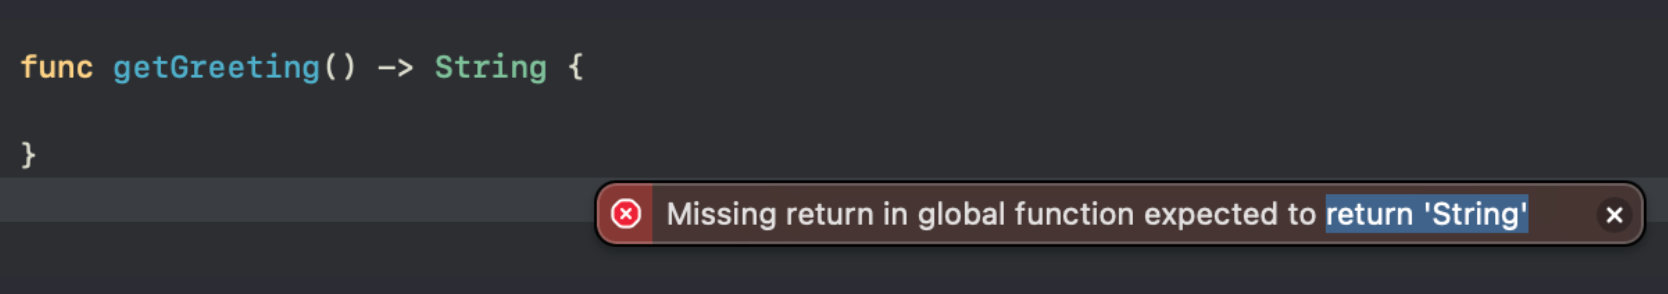 func getGreeting() -> String {
}
Missing return in global function expected to return 'String'